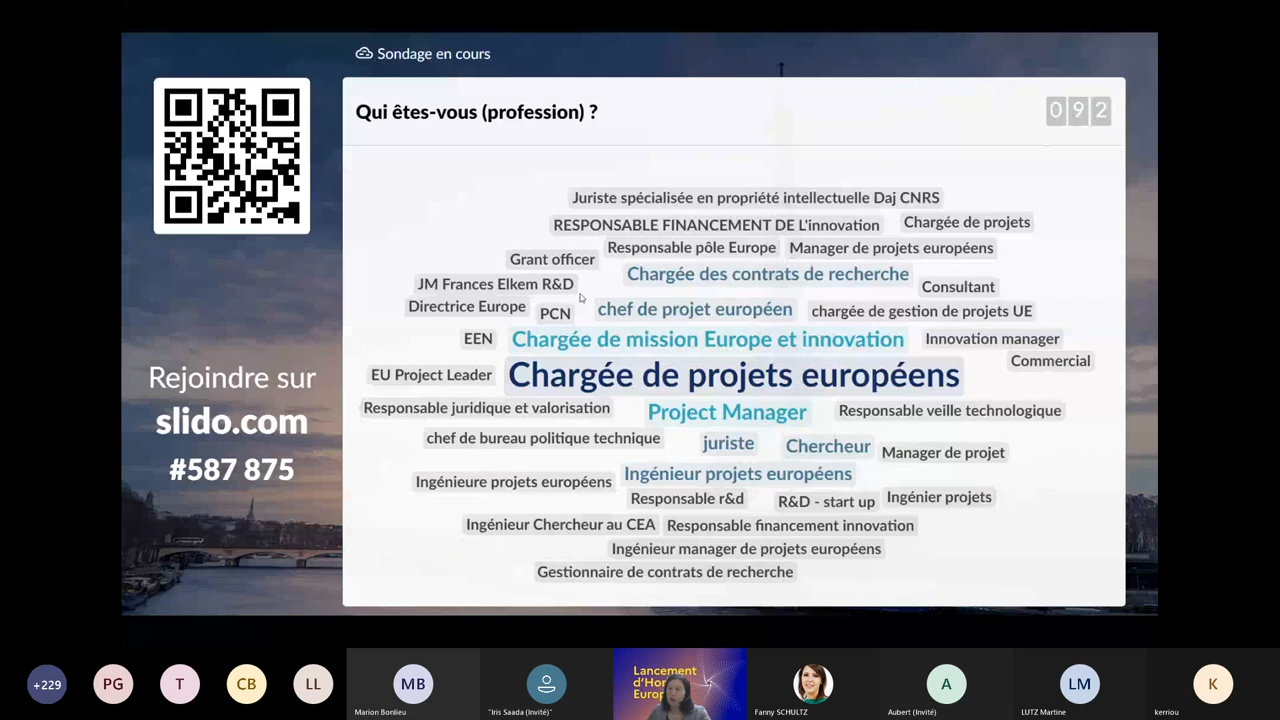 Sondage en cours
Qui êtes-vous (profession) ?
092
Juriste spécialisée en propriété intellectuelle Daj CNRS
RESPONSABLE FINANCEMENT DE L'innovation
Chargée de projets
Responsable pôle Europe
Manager de projets européens
Grant officer
Chargée des contrats de recherche
JM Frances Elkem R&D
Consultant
Directrice Europe
PCN
chef de projet européen
chargée de gestion de projets UE
EEN
Chargée de mission Europe et innovation
Innovation manager
Commercial
EU Project Leader
Chargée de projets européens
Responsable juridique et valorisation
Project Manager
Responsable veille technologique
chef de bureau politique technique
juriste
Chercheur
Manager de projet
Ingénieure projets européens
Ingénieur projets européens
Responsable r&d
R&D - start up
Ingénier projets
Ingénieur Chercheur au CEA
Responsable financement innovation
Ingénieur manager de projets européens
Gestionnaire de contrats de recherche
Rejoindre sur
slido.com
#587 875
+229
PG
T
CB
LL
MB
Marion Bonlieu
"Iris Saada (Invité)"
Lancement
d'Hor
Europ
Fanny SCHULTZ
A
Aubert (Invité)
LM
LUTZ Martine
K
kerriou